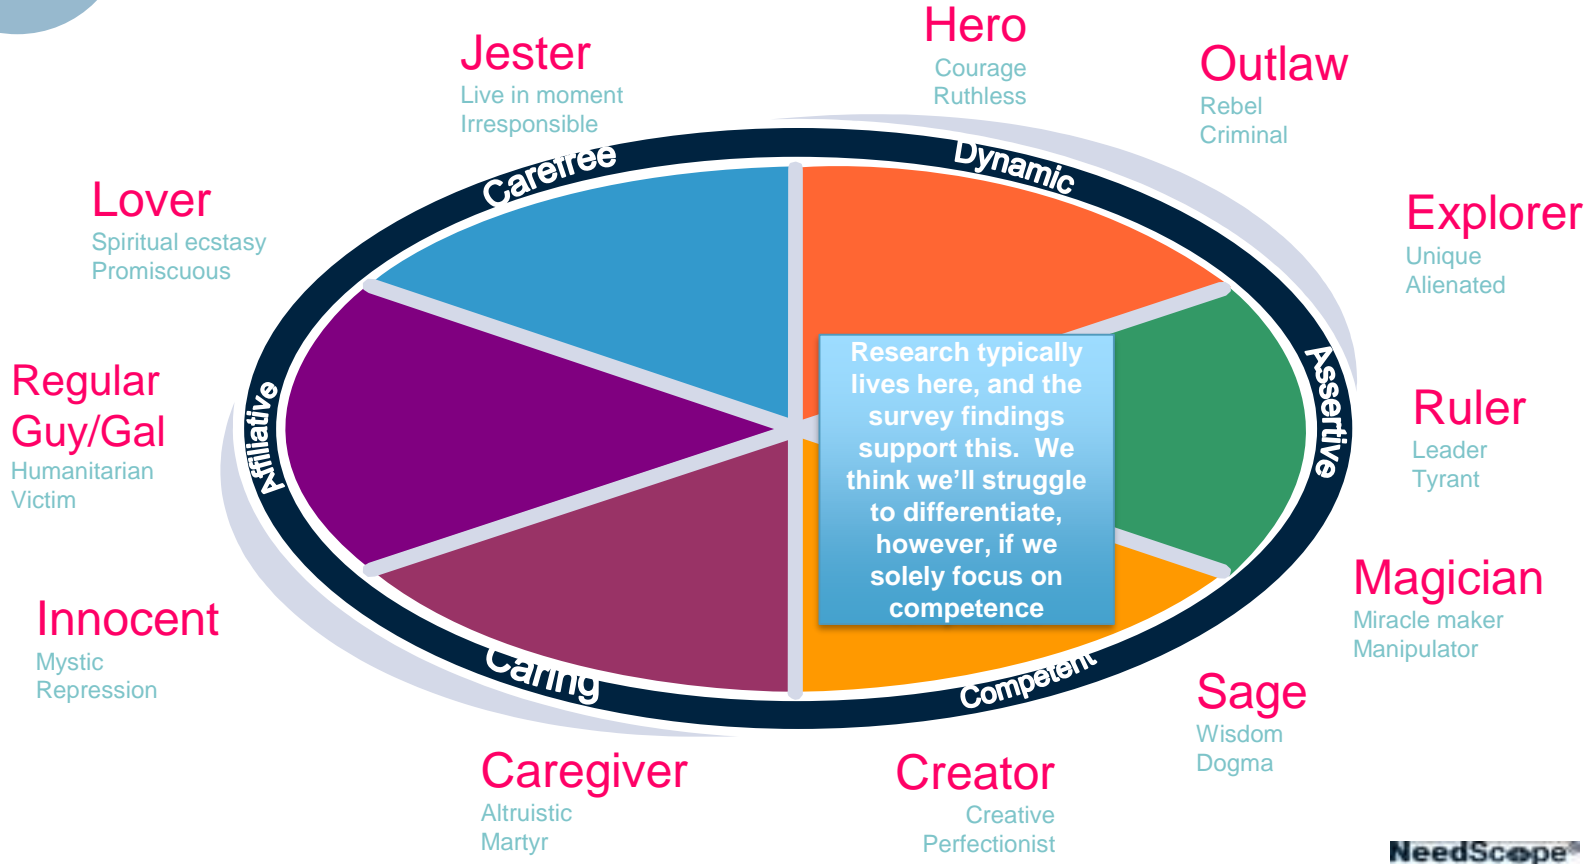 Jester
Live in moment
Irresponsible
Hero
Courage
Ruthless
Outlaw
Rebel
Criminal
Lover
Spiritual ecstasy
Promiscuous
Explorer
Unique
Alienated
Regular
Guy/Gal
Humanitarian
Victim
Ruler
Leader
Tyrant
Innocent
Mystic
Repression
Magician
Miracle maker
Manipulator
Caregiver
Altruistic
Martyr
Creator
Creative
Perfectionist
Sage
Wisdom
Dogma
Carefree
Dynamic
Affiliative
Assertive
Caring
Competent
Research typically
lives here, and the
survey findings
support this. We
think we’ll struggle
to differentiate,
however, if we
solely focus on
competence
NeedScope®